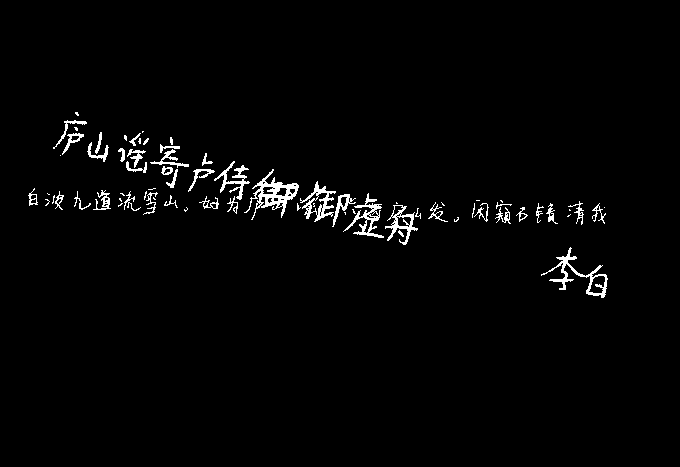 庐山谣寄卢侍御御虚舟
白波九道流雪山。好为庐 庐山发。闲窥石镜清我
李白